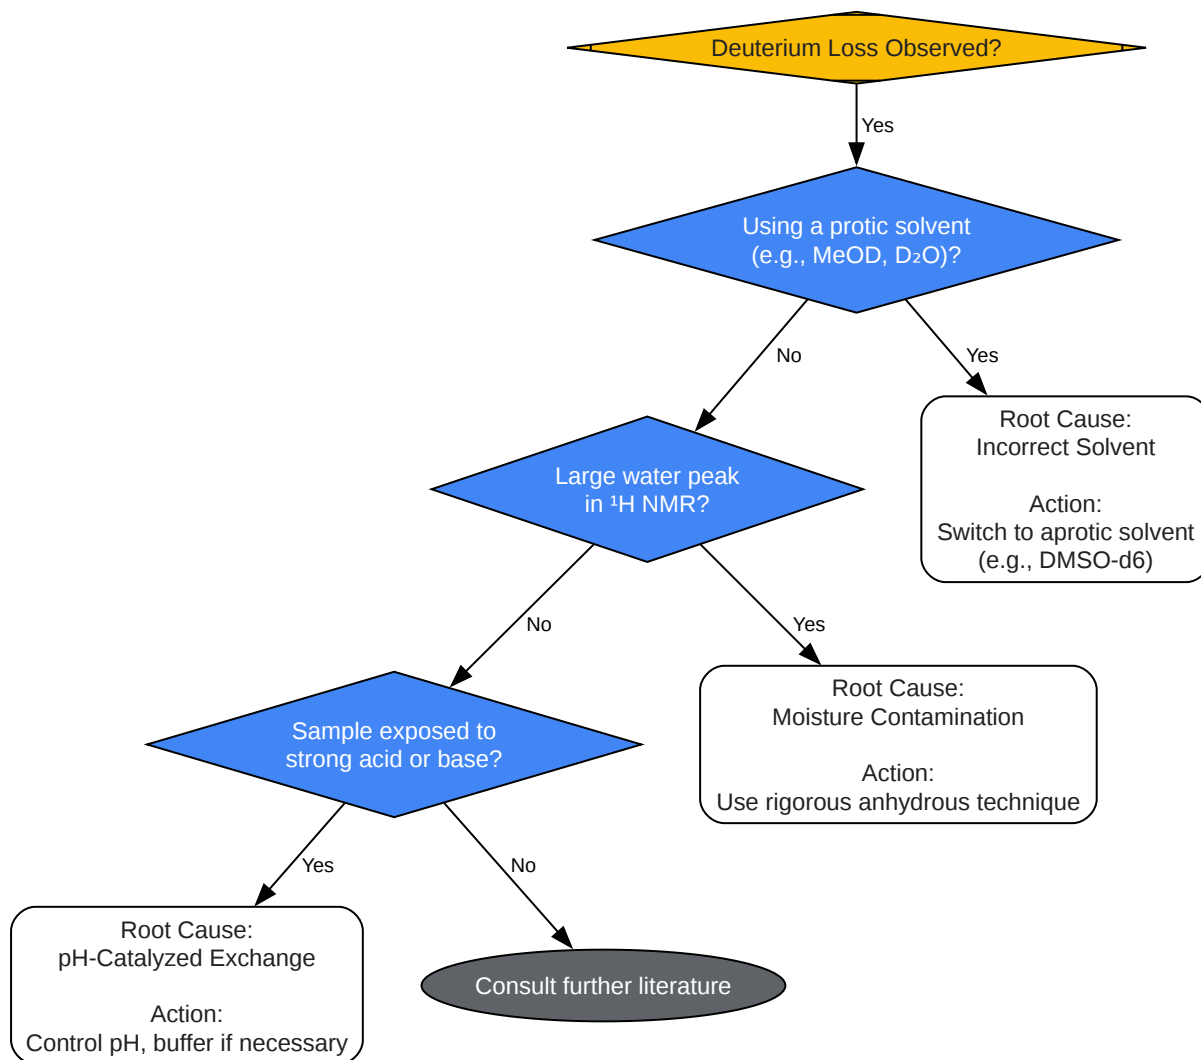 Deuterium Loss Observed?
Yes
Using a protic solvent
(e.g., MeOD, D₂O)?
No
Yes
Root Cause:
Incorrect Solvent
Action:
Switch to aprotic solvent
(e.g., DMSO-d6)
Large water peak
in ¹H NMR?
No
Yes
Root Cause:
Moisture Contamination
Action:
Use rigorous anhydrous technique
Sample exposed to
strong acid or base?
Yes
No
Root Cause:
pH-Catalyzed Exchange
Action:
Control pH, buffer if necessary
Consult further literature